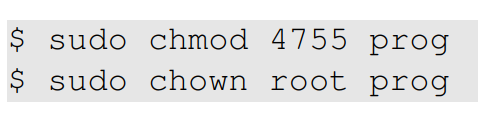 $ sudo chmod 4755 prog
$ sudo chown root prog